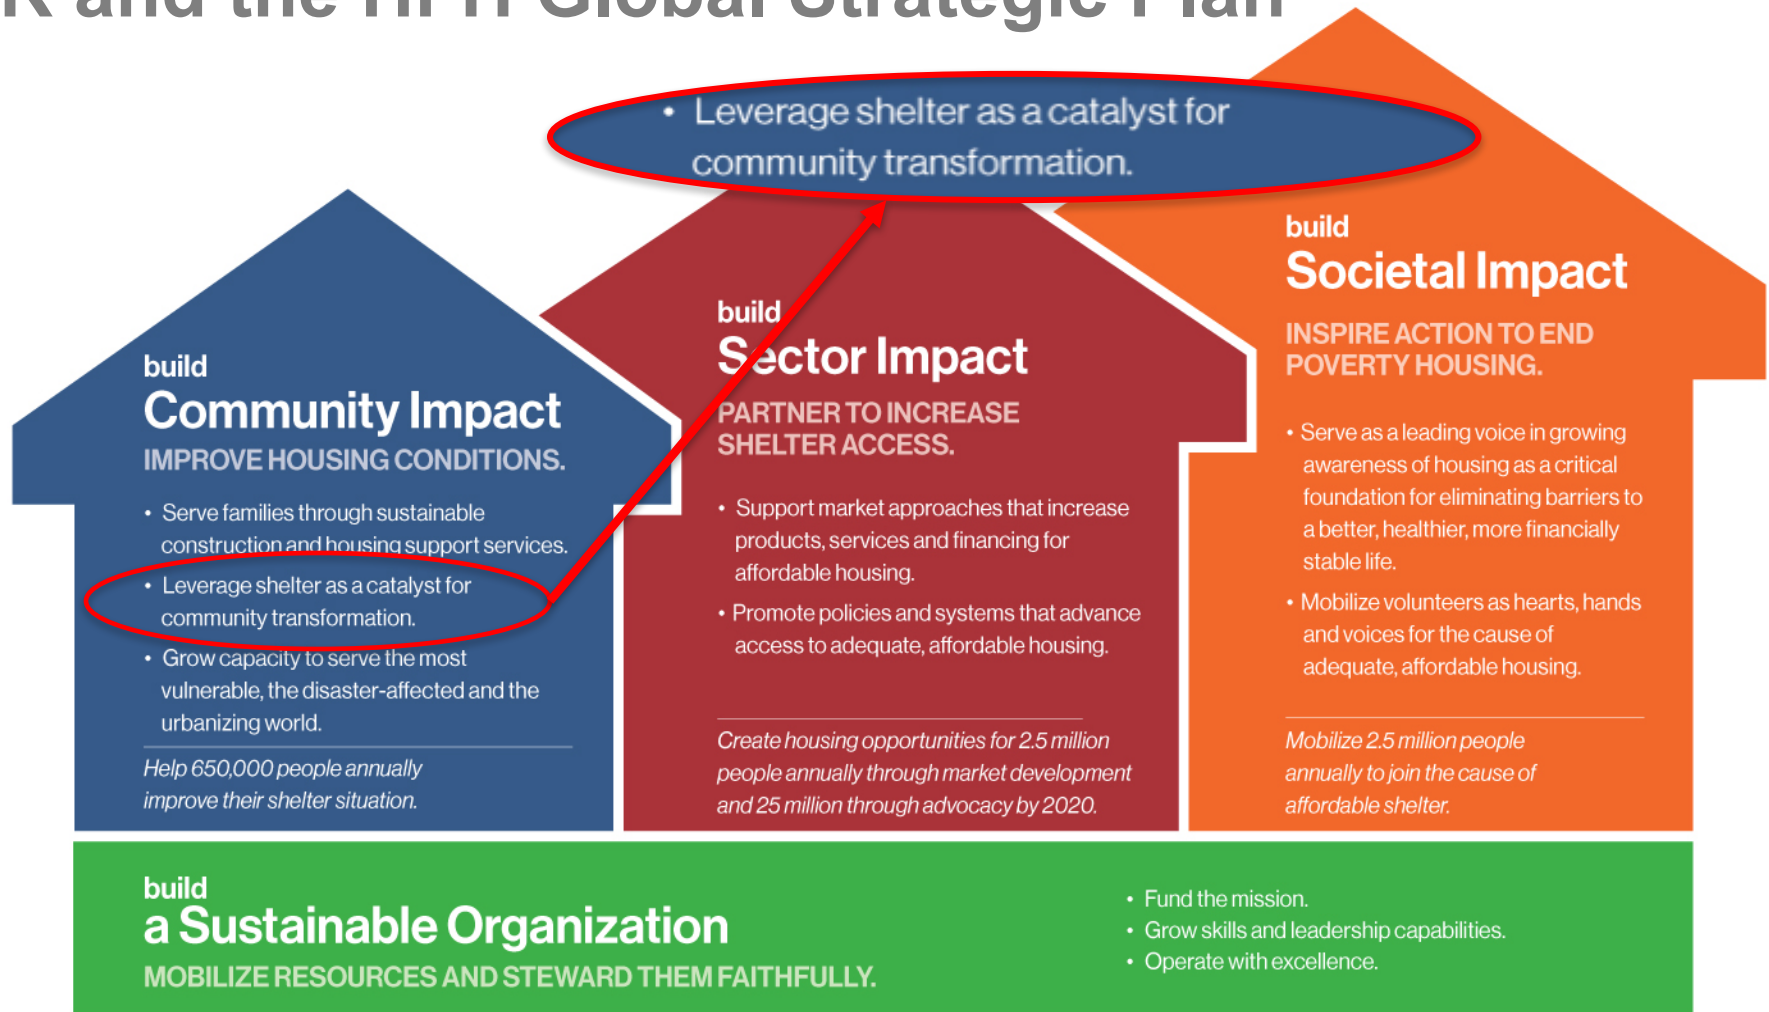 R and the HFH Global Strategic Plan
• Leverage shelter as a catalyst for
community transformation.
build
Community Impact
IMPROVE HOUSING CONDITIONS.
• Serve families through sustainable
construction and housing support services.
• Leverage shelter as a catalyst for
community transformation.
• Grow capacity to serve the most
vulnerable, the disaster-affected and the
urbanizing world.
Help 650,000 people annually
improve their shelter situation.
build
Sector Impact
PARTNER TO INCREASE
SHELTER ACCESS.
• Support market approaches that increase
products, services and financing for
affordable housing.
• Promote policies and systems that advance
access to adequate, affordable housing.
Create housing opportunities for 2.5 million
people annually through market development
and 25 million through advocacy by 2020.
build
Societal Impact
INSPIRE ACTION TO END
POVERTY HOUSING.
• Serve as a leading voice in growing
awareness of housing as a critical
foundation for eliminating barriers to
a better, healthier, more financially
stable life.
• Mobilize volunteers as hearts, hands
and voices for the cause of
adequate, affordable housing.
Mobilize 2.5 million people
annually to join the cause of
affordable shelter.
build
a Sustainable Organization
MOBILIZE RESOURCES AND STEWARD THEM FAITHFULLY.
• Fund the mission.
• Grow skills and leadership capabilities.
• Operate with excellence.